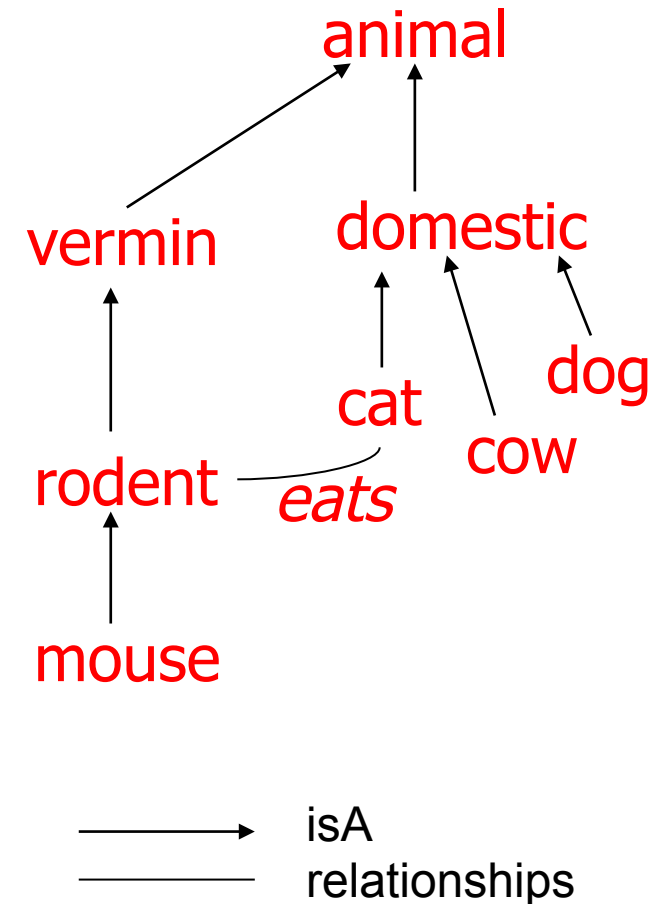 animal
vermin
domestic
dog
cat
cow
rodent
eats
mouse
isA
relationships